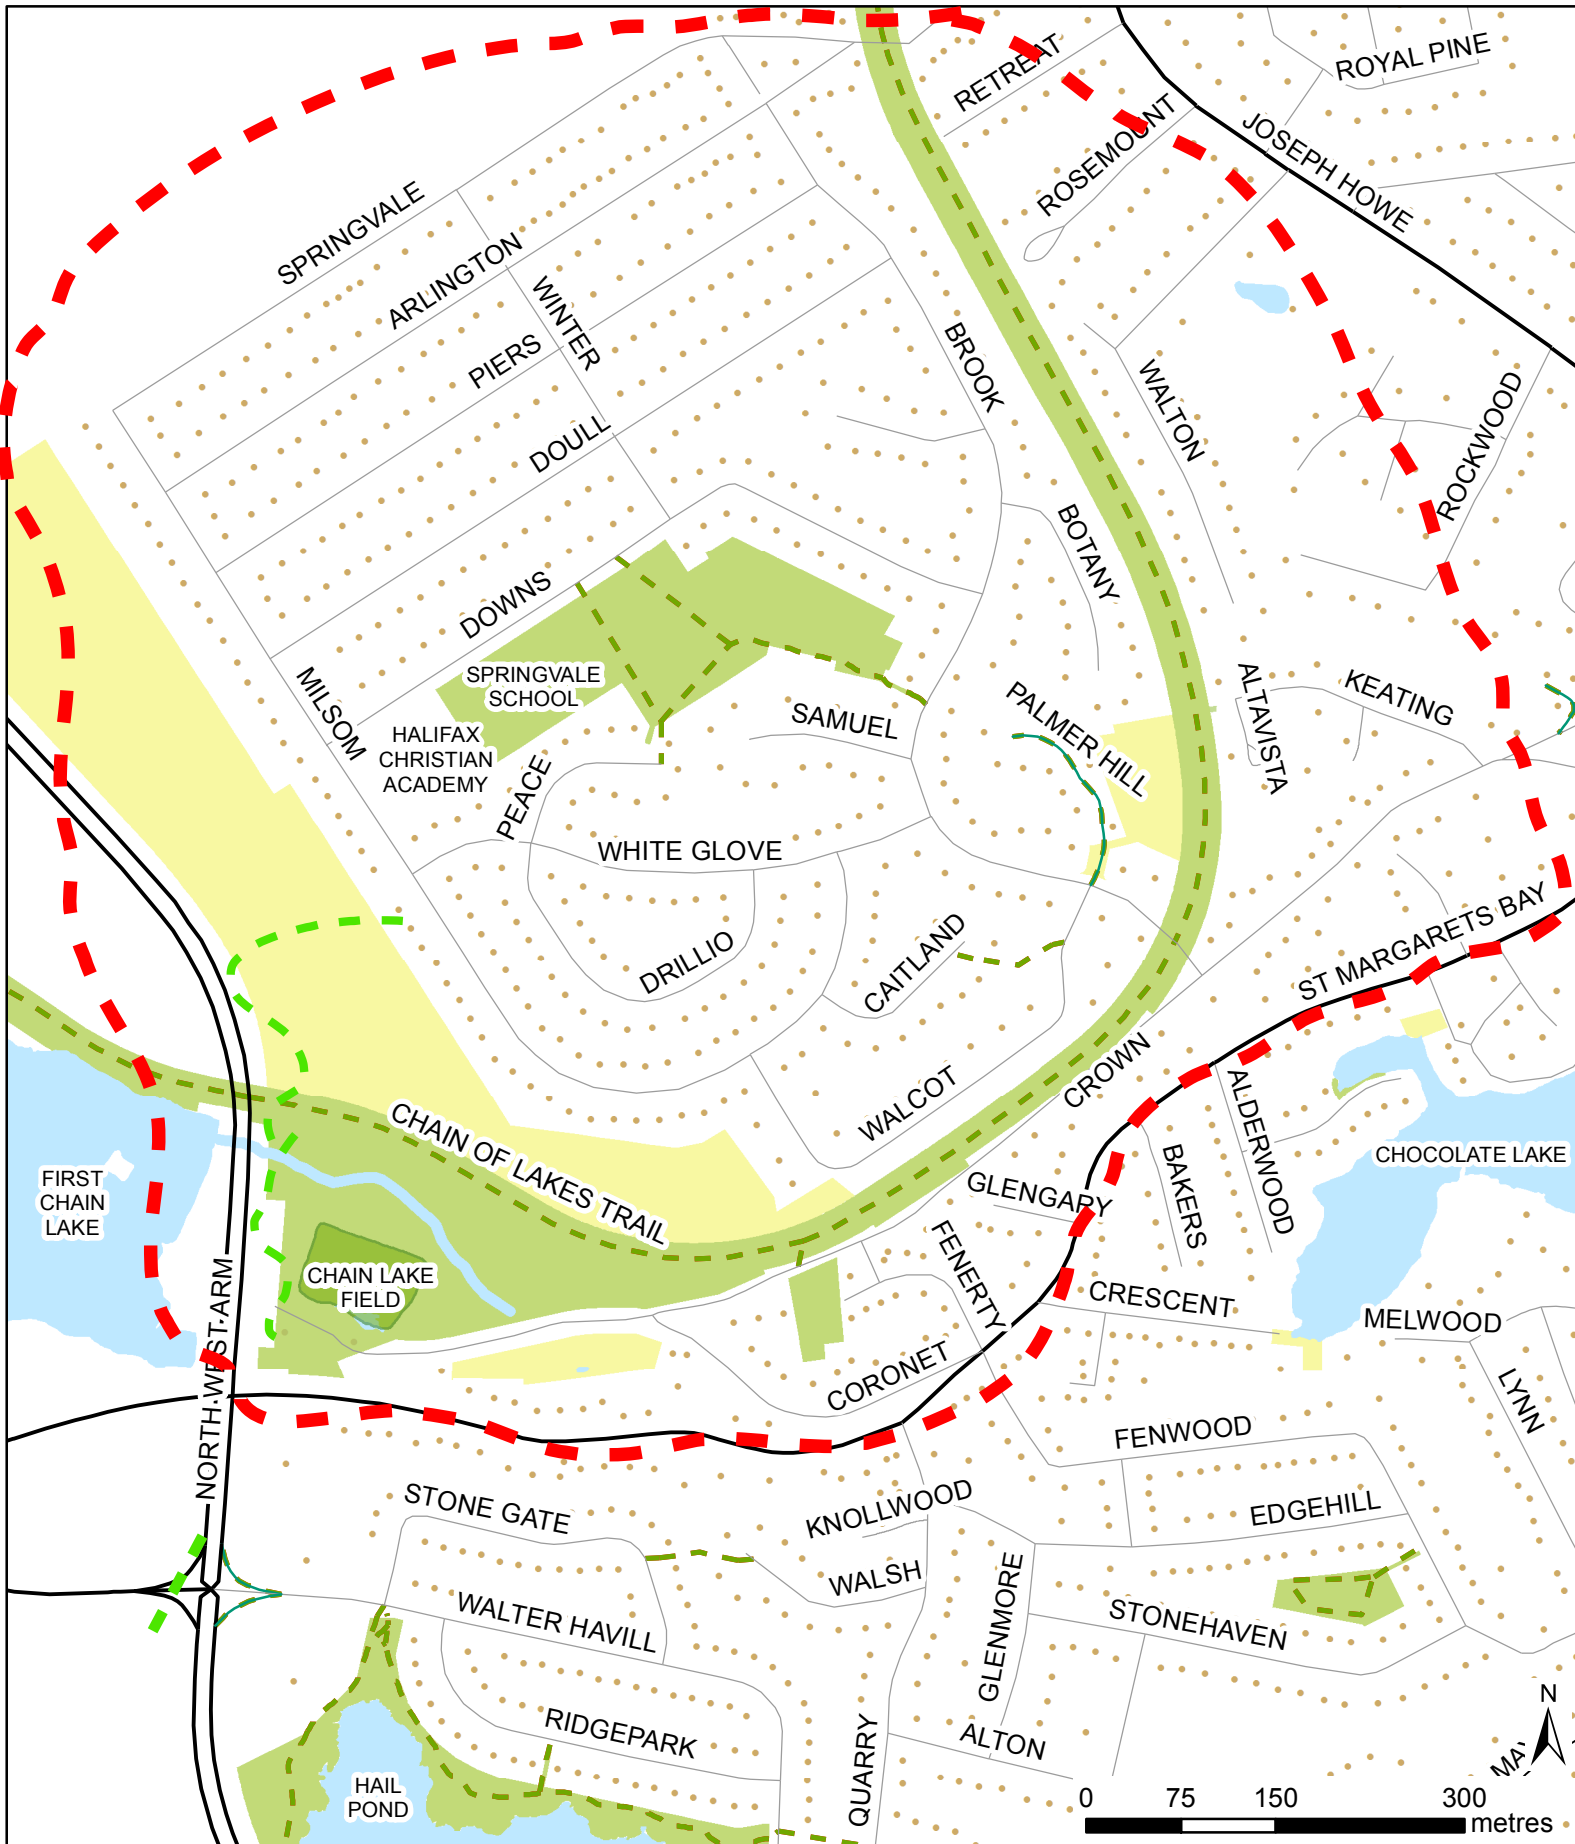 RETREAT
ROYAL PINE
ROSEMOUNT
JOSEPH HOWE
SPRINGVALE
ARLINGTON
WINTER
PIERS
DOULL
BROOK
WALTON
ROCKWOOD
BOTANY
DOWNS
SPRINGVALE
SCHOOL
MILSOM
HALIFAX
CHRISTIAN
ACADEMY
SAMUEL
PALMER HILL
ALTAVISTA
KEATING
PEACE
WHITE GLOVE
DRILLIO
CAITLAND
ST MARGARETS BAY
WALCOT
CROWN
ALDERWOOD
CHAIN OF LAKES TRAIL
FIRST
CHAIN
LAKE
CHOCOLATE LAKE
BAKERS
GLENGARY
FENERTY
CHAIN LAKE
FIELD
NORTH WEST ARM
CRESCENT
MELWOOD
CORONET
LYNN
FENWOOD
STONE GATE
KNOLLWOOD
EDGEHILL
WALSH
GLENMORE
WALTER HAVILL
STONEHAVEN
RIDGEPARK
QUARRY
ALTON
HAIL
POND
N
0 75 150 300
metres